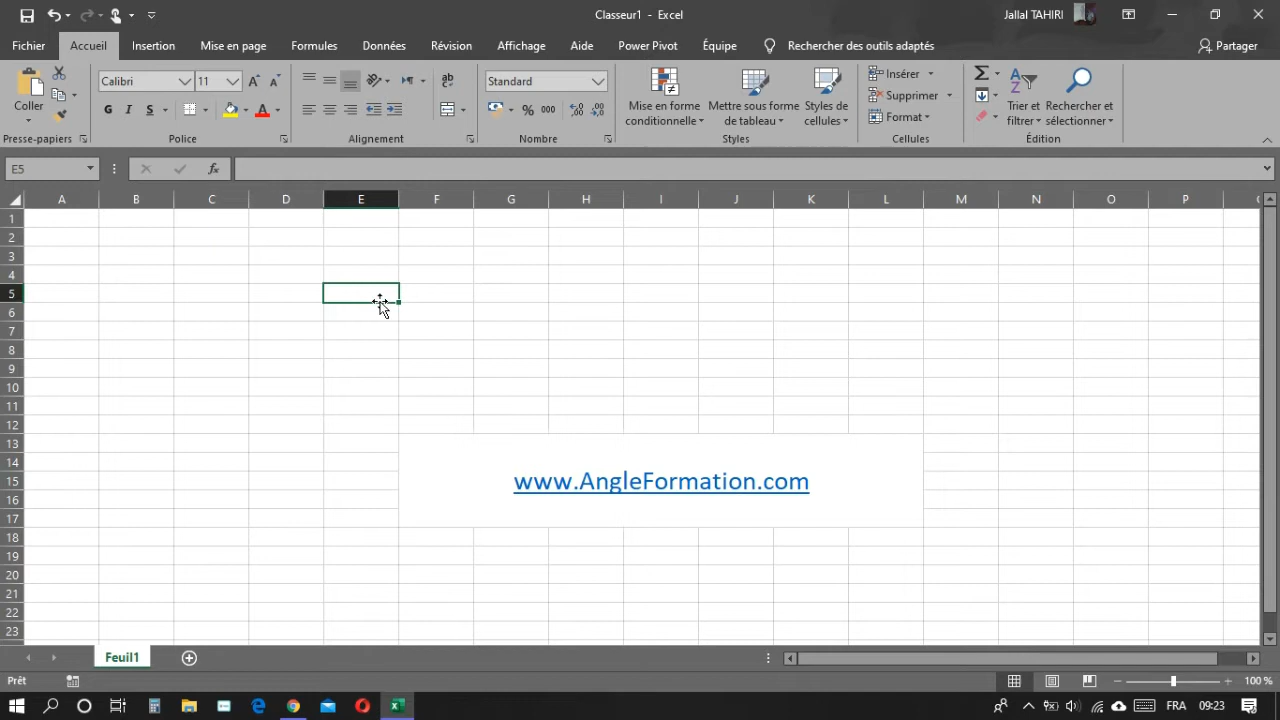 Classeur1 - Excel
Jallal TAHIRI
Fichier Accueil Insertion Mise en page Formules Données Révision Affichage Aide Power Pivot Équipe Rechercher des outils adaptés Partager
Coller
Calibri 11
Standard
Mise en forme conditionnelle
Mettre sous forme de tableau
Styles de cellules
Insérer
Supprimer
Format
Trier et filtrer
Rechercher et sélectionner
G I S
% 000
Presse-papiers Police Alignement Nombre Styles Cellules Édition
E5 fx
A B C D E F G H I J K L M N O P
1
2
3
4
5
6
7
8
9
10
11
12
13
14
15
16
17
18
19
20
21
22
23
www.AngleFormation.com
Feuil1
Prêt 100 %
FRA 09:23